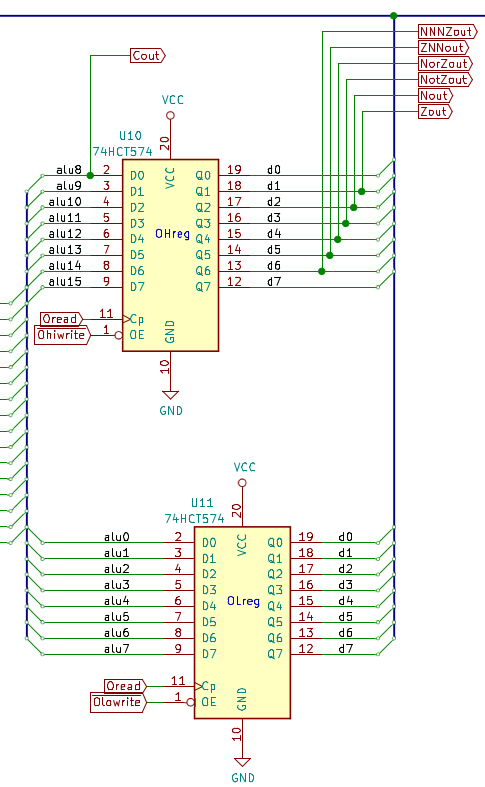 NNNZout
ZNNout
Cout
NorZout
NotZout
Nout
VCC
Zout
U10
74HCT574
20
alu8 2 D0 VCC Q0 19 d0
alu9 3 D1 Q1 18 d1
alu10 4 D2 Q2 17 d2
alu11 5 D3 Q3 16 d3
alu12 6 D4 OHreg Q4 15 d4
alu13 7 D5 Q5 14 d5
alu14 8 D6 Q6 13 d6
alu15 9 D7 Q7 12 d7
Oread 11 Cp
Ohiwrite 1 OE GND
10
GND
VCC
U11
74HCT574
20
alu0 2 D0 VCC Q0 19 d0
alu1 3 D1 Q1 18 d1
alu2 4 D2 Q2 17 d2
alu3 5 D3 Q3 16 d3
alu4 6 D4 OLreg Q4 15 d4
alu5 7 D5 Q5 14 d5
alu6 8 D6 Q6 13 d6
alu7 9 D7 Q7 12 d7
Oread 11 Cp
Olowrite 1 OE GND
10
GND